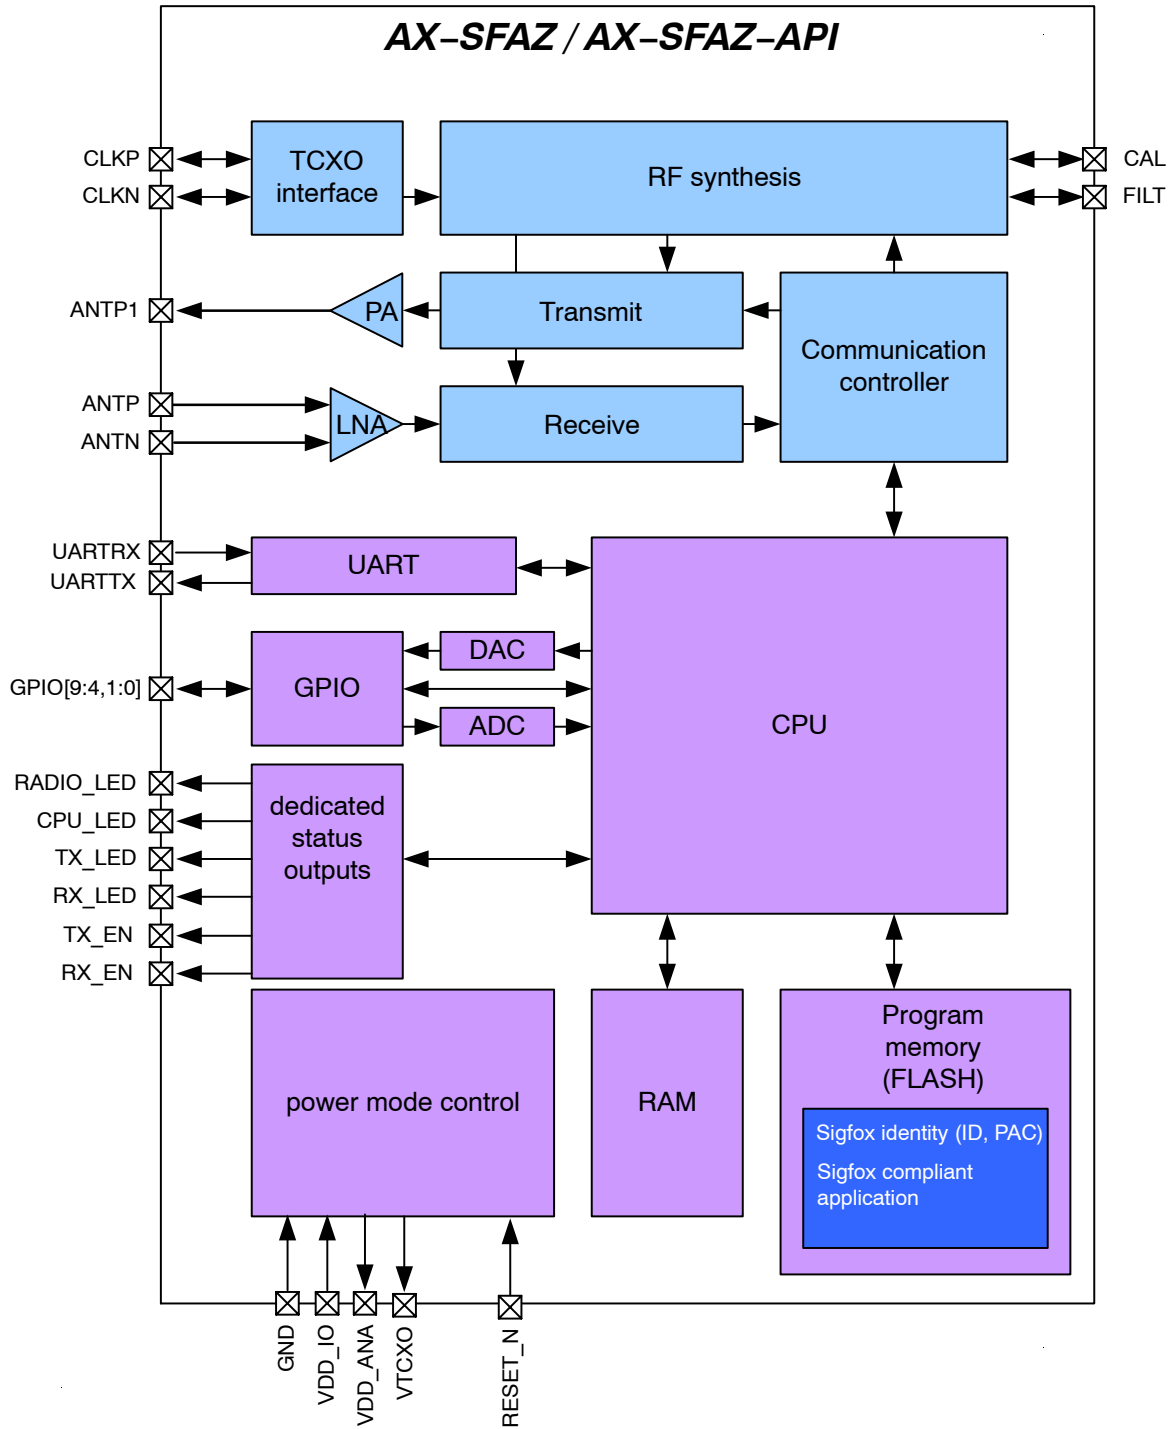 AX–SFAZ / AX–SFAZ–API
CLKP
CLKN
TCXO
interface
RF synthesis
CAL
FILT
ANTP1
PA
Transmit
Communication
controller
ANTP
ANTN
LNA
Receive
UARTRX
UARTTX
UART
GPIO[9:4,1:0]
GPIO
DAC
ADC
CPU
RADIO_LED
CPU_LED
TX_LED
RX_LED
TX_EN
RX_EN
dedicated
status
outputs
power mode control
RAM
Program
memory
(FLASH)
Sigfox identity (ID, PAC)
Sigfox compliant
application
GND
VDD_IO
VDD_ANA
VTCXO
RESET_N